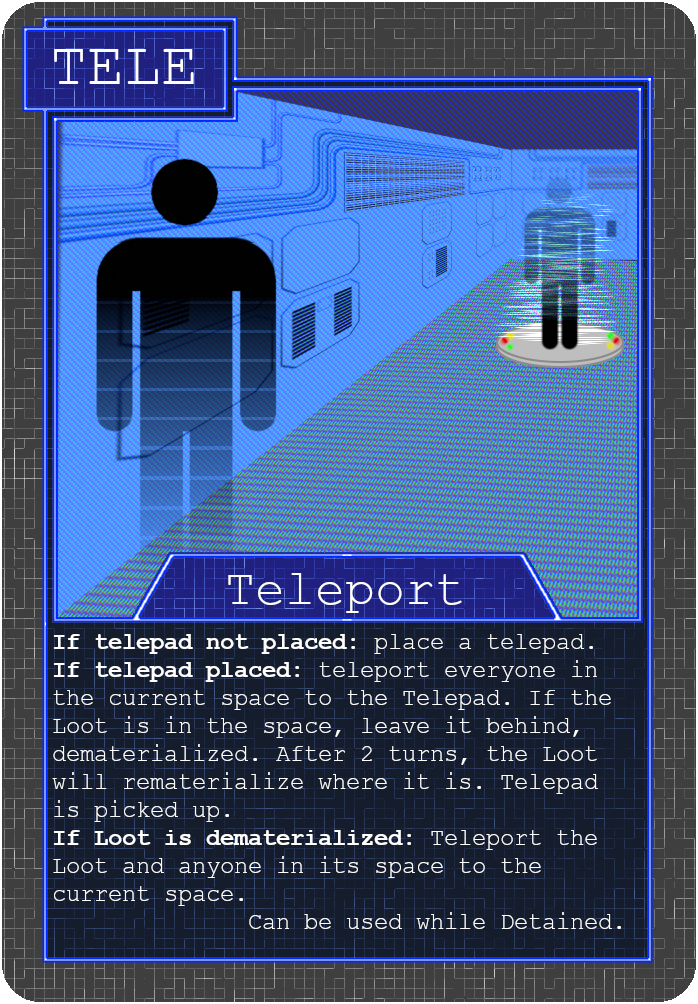 TELE
Teleport
If telepad not placed: place a telepad.
If telepad placed: teleport everyone in
the current space to the Telepad. If the
Loot is in the space, leave it behind,
dematerialized. After 2 turns, the Loot
will rematerialize where it is. Telepad
is picked up.
If Loot is dematerialized: Teleport the
Loot and anyone in its space to the
current space.
Can be used while Detained.